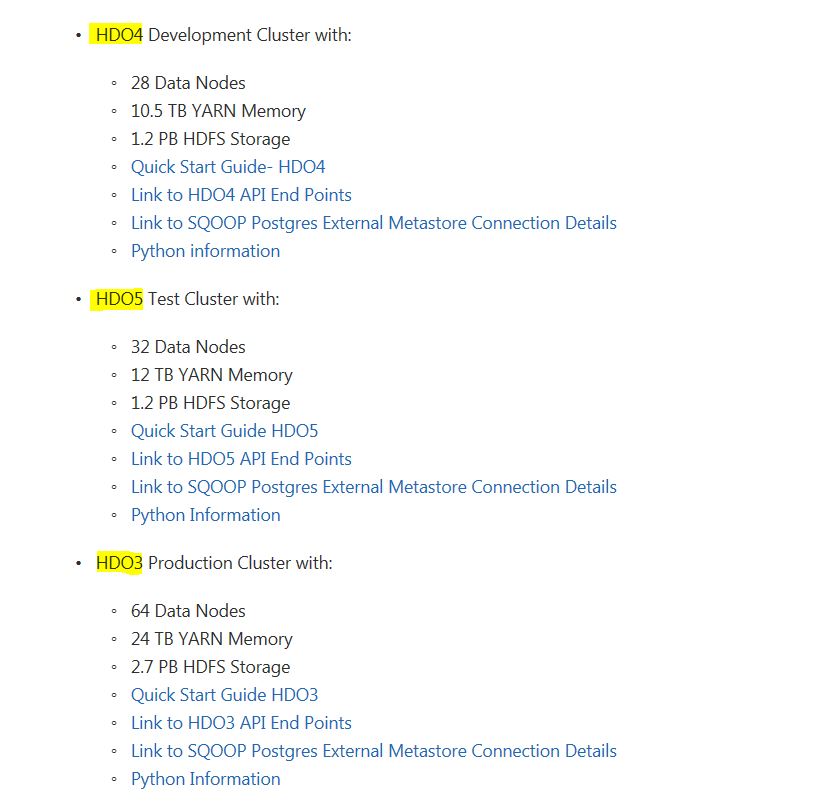 • HDO4 Development Cluster with:
◦ 28 Data Nodes
◦ 10.5 TB YARN Memory
◦ 1.2 PB HDFS Storage
◦ Quick Start Guide- HDO4
◦ Link to HDO4 API End Points
◦ Link to SQOOP Postgres External Metastore Connection Details
◦ Python information
• HDO5 Test Cluster with:
◦ 32 Data Nodes
◦ 12 TB YARN Memory
◦ 1.2 PB HDFS Storage
◦ Quick Start Guide HDO5
◦ Link to HDO5 API End Points
◦ Link to SQOOP Postgres External Metastore Connection Details
◦ Python Information
• HDO3 Production Cluster with:
◦ 64 Data Nodes
◦ 24 TB YARN Memory
◦ 2.7 PB HDFS Storage
◦ Quick Start Guide HDO3
◦ Link to HDO3 API End Points
◦ Link to SQOOP Postgres External Metastore Connection Details
◦ Python Information